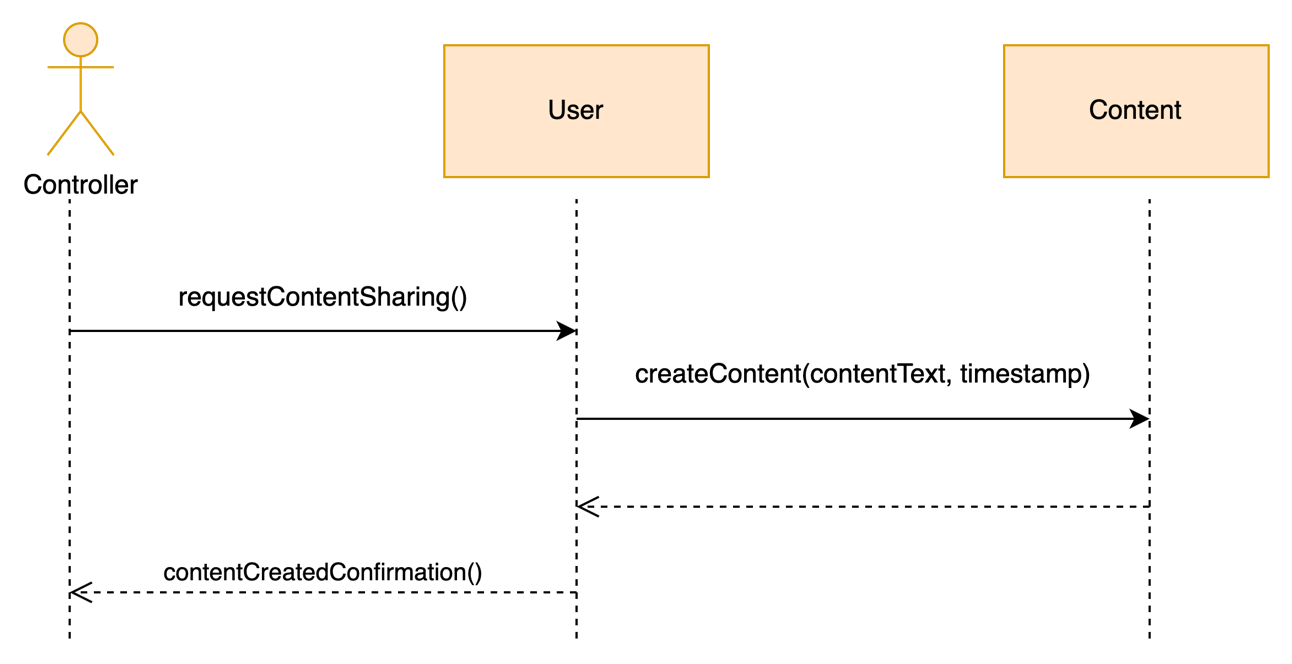 Controller
User
Content
requestContentSharing()
createContent(contentText, timestamp)
contentCreatedConfirmation()